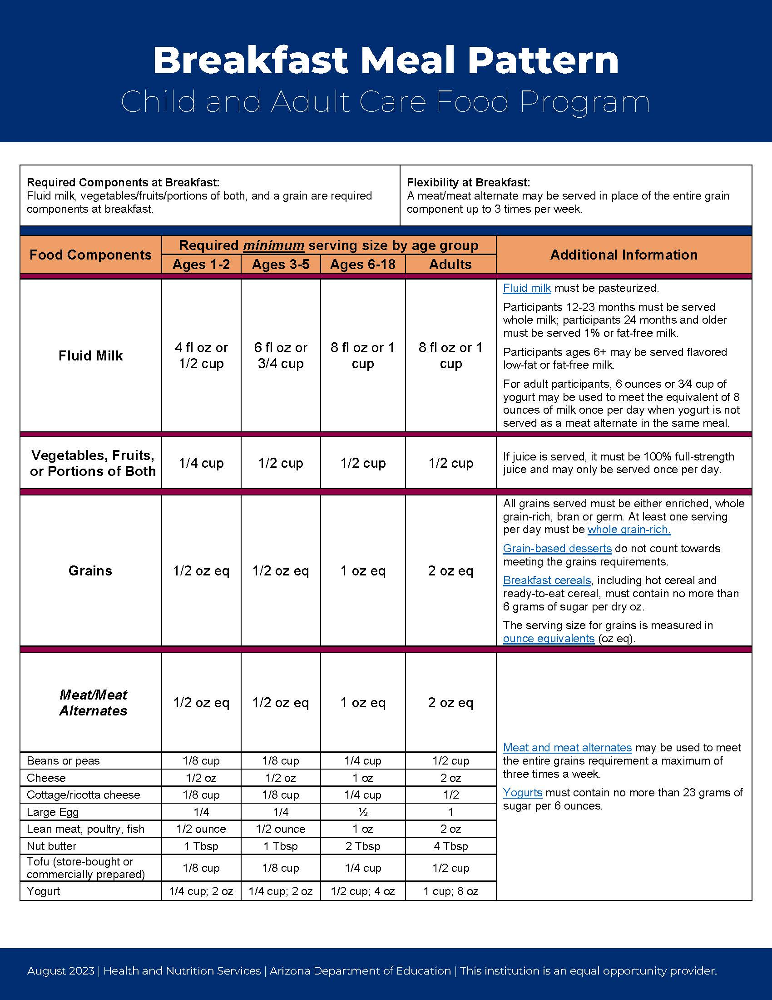 Breakfast Meal Pattern
Child and Adult Care Food Program
Required Components at Breakfast:
Fluid milk, vegetables/fruits/portions of both, and a grain are required
components at breakfast.
Flexibility at Breakfast:
A meat/meat alternate may be served in place of the entire grain
component up to 3 times per week.
Food Components
Required minimum serving size by age group
Ages 1-2
Ages 3-5
Ages 6-18
Adults
Additional Information
Fluid Milk
4 fl oz or
1/2 cup
6 fl oz or
3/4 cup
8 fl oz or 1
cup
8 fl oz or 1
cup
Fluid milk must be pasteurized.
Participants 12-23 months must be served
whole milk; participants 24 months and older
must be served 1% or fat-free milk.
Participants ages 6+ may be served flavored
low-fat or fat-free milk.
For adult participants, 6 ounces or 3⁄4 cup of
yogurt may be used to meet the equivalent of 8
ounces of milk once per day when yogurt is not
served as a meat alternate in the same meal.
Vegetables, Fruits,
or Portions of Both
1/4 cup
1/2 cup
1/2 cup
1/2 cup
If juice is served, it must be 100% full-strength
juice and may only be served once per day.
Grains
1/2 oz eq
1/2 oz eq
1 oz eq
2 oz eq
All grains served must be either enriched, whole
grain-rich, bran or germ. At least one serving
per day must be whole grain-rich.
Grain-based desserts do not count towards
meeting the grains requirements.
Breakfast cereals, including hot cereal and
ready-to-eat cereal, must contain no more than
6 grams of sugar per dry oz.
The serving size for grains is measured in
ounce equivalents (oz eq).
Meat/Meat
Alternates
1/2 oz eq
1/2 oz eq
1 oz eq
2 oz eq
Beans or peas
1/8 cup
1/8 cup
1/4 cup
1/2 cup
Cheese
1/2 oz
1/2 oz
1 oz
2 oz
Cottage/ricotta cheese
1/8 cup
1/8 cup
1/4 cup
1/2
Large Egg
1/4
1/4
½
1
Lean meat, poultry, fish
1/2 ounce
1/2 ounce
1 oz
2 oz
Nut butter
1 Tbsp
1 Tbsp
2 Tbsp
4 Tbsp
Tofu (store-bought or
commercially prepared)
1/8 cup
1/8 cup
1/4 cup
1/2 cup
Yogurt
1/4 cup; 2 oz
1/4 cup; 2 oz
1/2 cup; 4 oz
1 cup; 8 oz
Meat and meat alternates may be used to meet
the entire grains requirement a maximum of
three times a week.
Yogurts must contain no more than 23 grams of
sugar per 6 ounces.
August 2023 | Health and Nutrition Services | Arizona Department of Education | This institution is an equal opportunity provider.